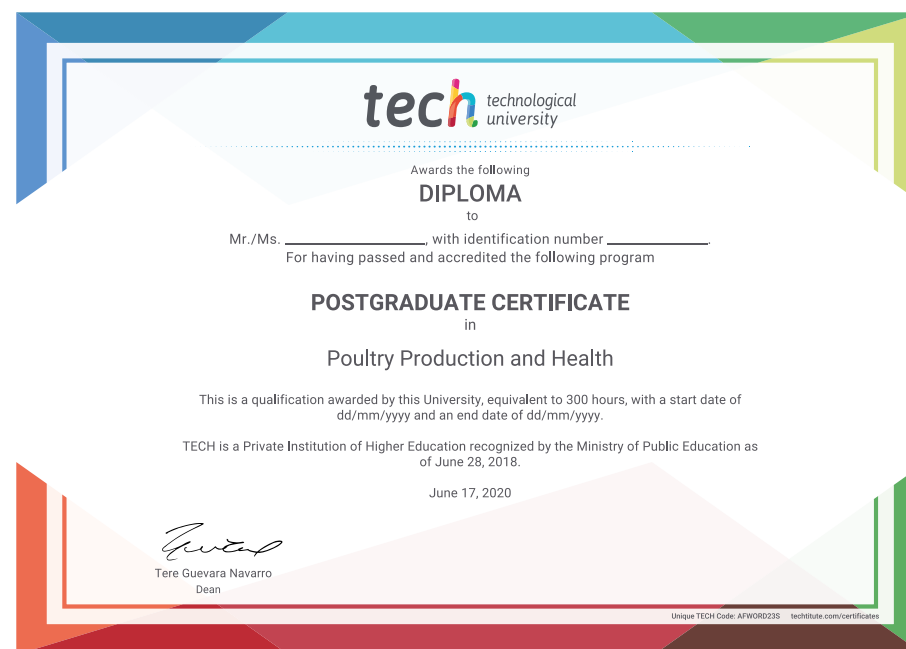 tech technological
university
Awards the following
DIPLOMA
to
Mr./Ms. ____________, with identification number ____________.
For having passed and accredited the following program
POSTGRADUATE CERTIFICATE
in
Poultry Production and Health
This is a qualification awarded by this University, equivalent to 300 hours, with a start date of
dd/mm/yyyy and an end date of dd/mm/yyyy.
TECH is a Private Institution of Higher Education recognized by the Ministry of Public Education as
of June 28, 2018.
June 17, 2020
Tere Guevara Navarro
Dean
Unique TECH Code: AFWORD23S techtitute.com/certificates